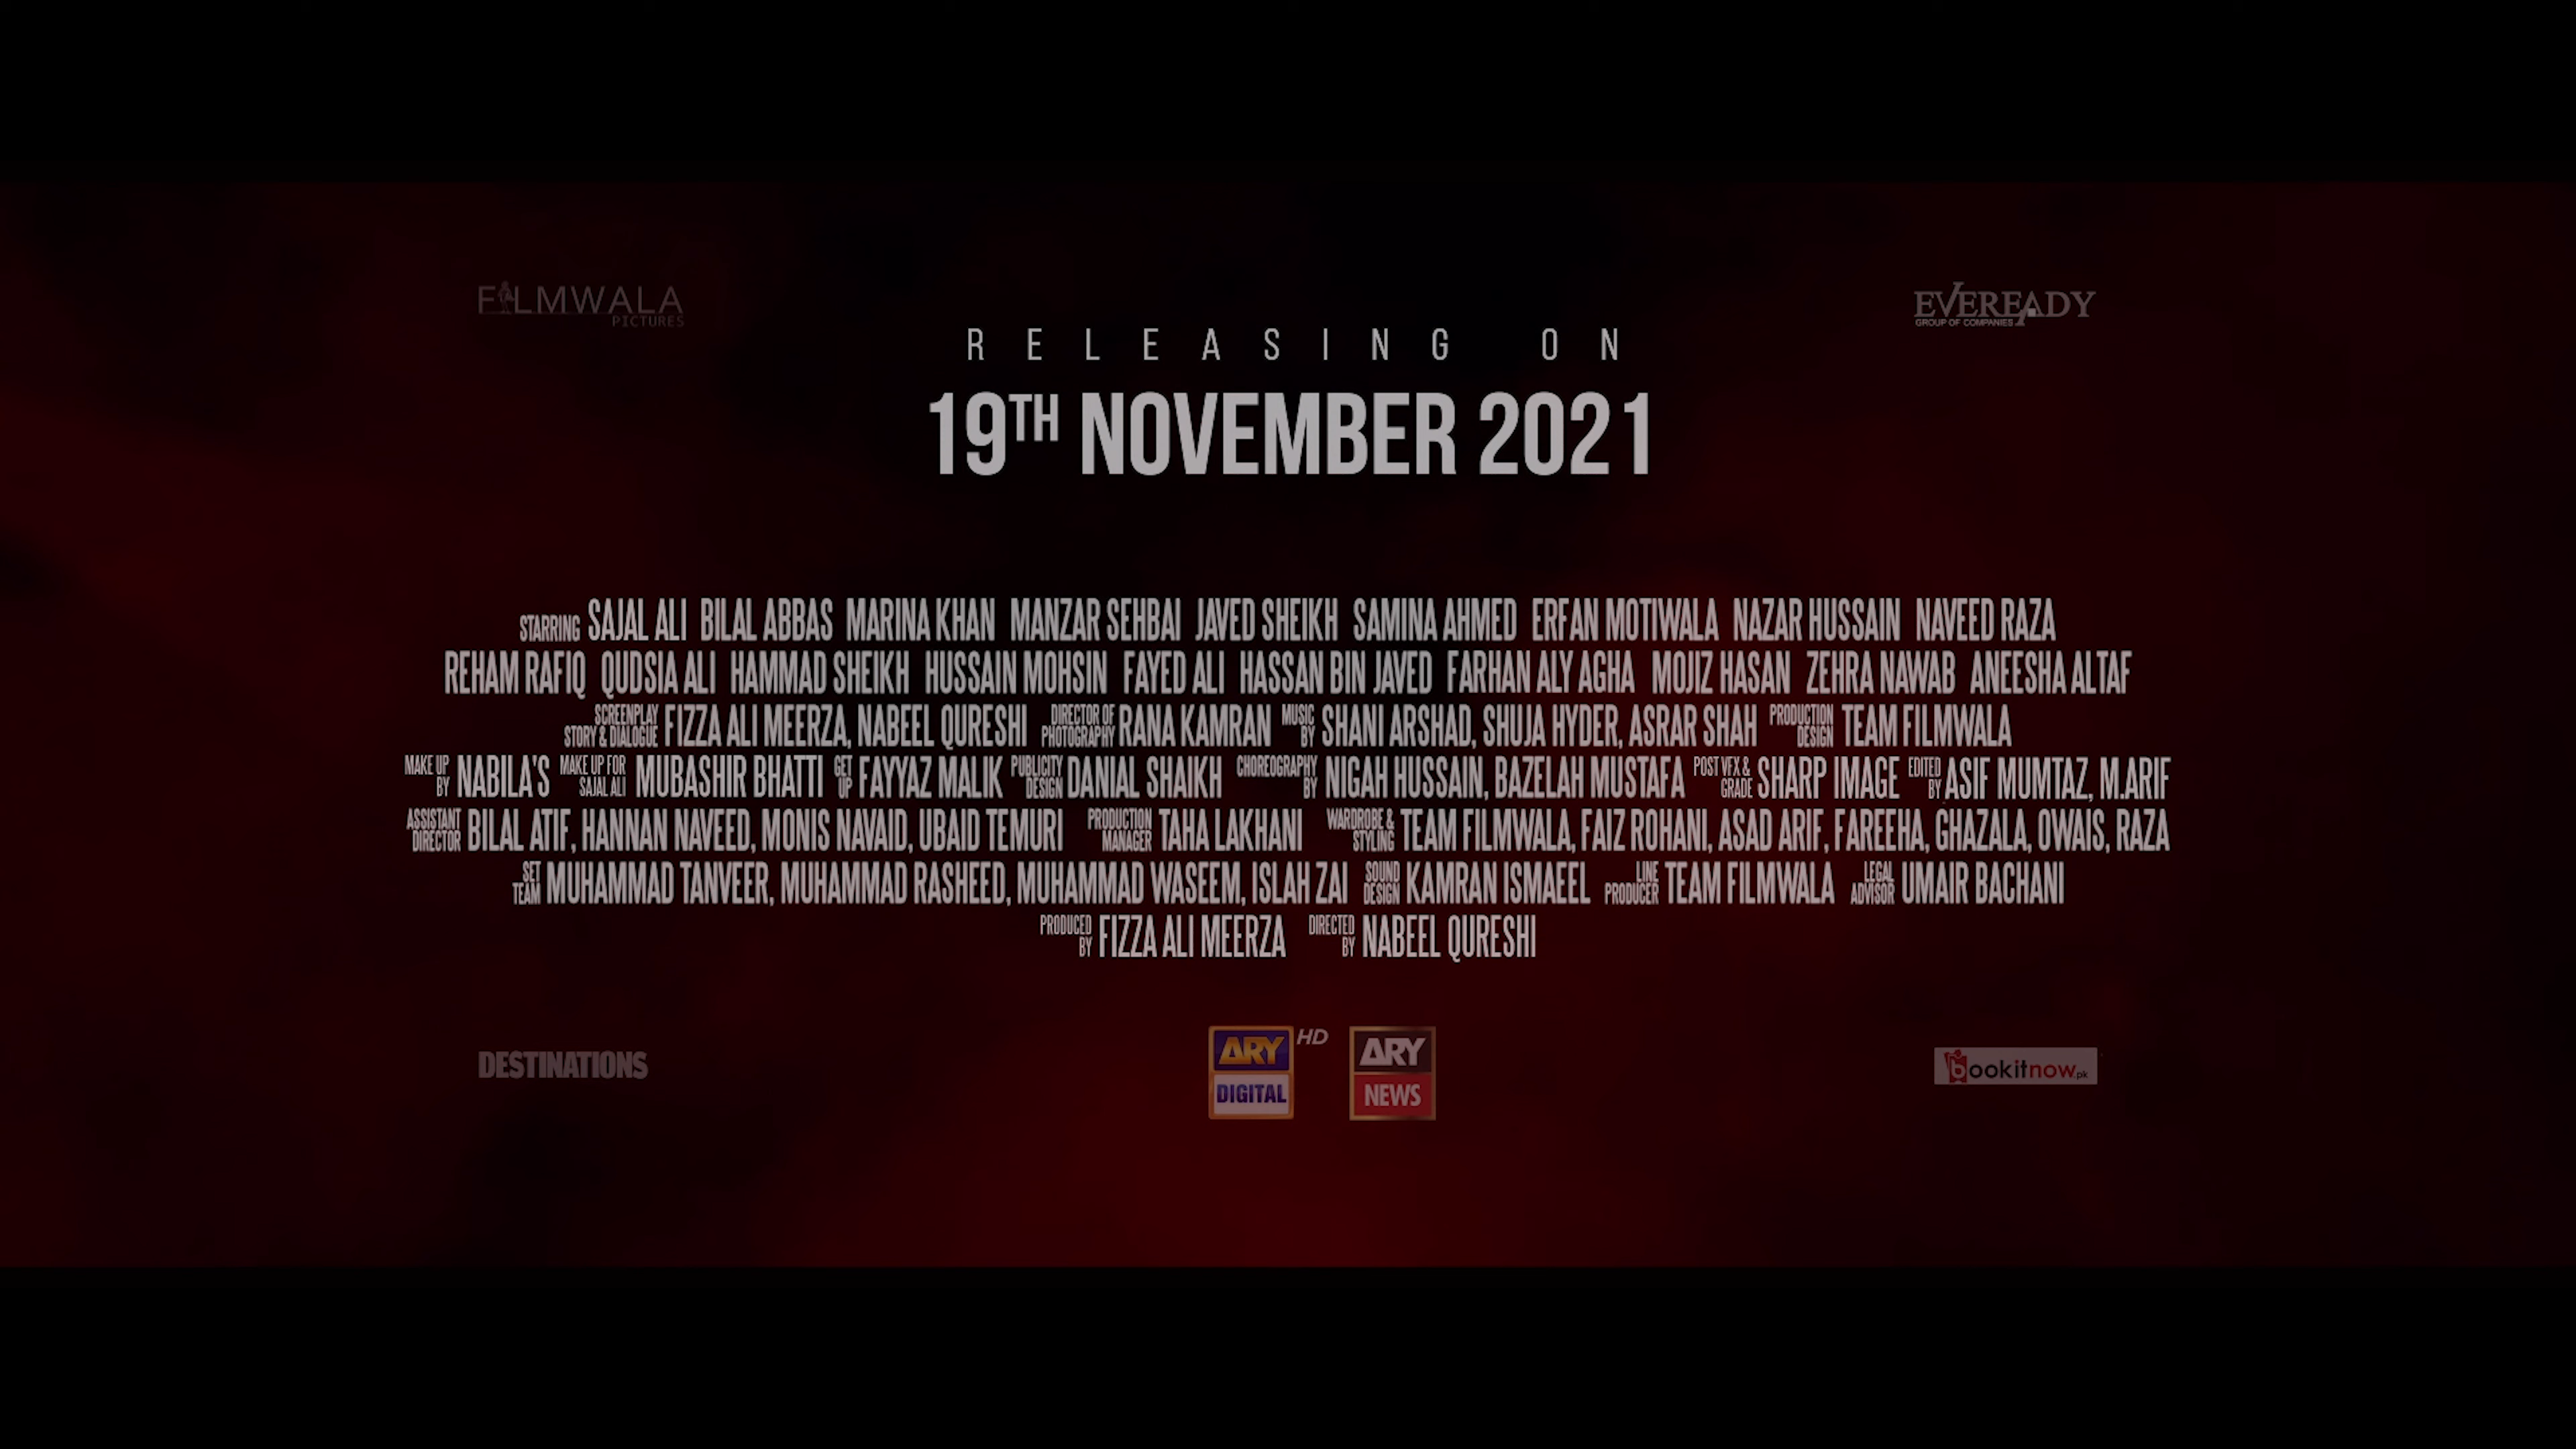 FILMWALA
PICTURES
EVEREADY
GROUP OF COMPANIES
RELEASING ON
19TH NOVEMBER 2021
STARRING SAJAL ALI BILAL ABBAS MARINA KHAN MANZAR SEHBAI JAVED SHEIKH SAMINA AHMED ERFAN MOTIWALA NAZAR HUSSAIN NAVEED RAZA
REHAM RAFIQ QUDSIA ALI HAMMAD SHEIKH HUSSAIN MOHSIN FAYED ALI HASSAN BIN JAVED FARHAN ALY AGHA MOJIZ HASAN ZEHRA NAWAB ANEESHA ALTAF
SCREENPLAY STORY & DIALOGUE FIZZA ALI MEERZA, NABEEL QURESHI DIRECTOR OF PHOTOGRAPHY RANA KAMRAN MUSIC BY SHANI ARSHAD, SHUJA HYDER, ASRAR SHAH PRODUCTION DESIGN TEAM FILMWALA
MAKE UP BY NABILA'S MAKE UP FOR SAJAL ALI MUBASHIR BHATTI GET UP FAYYAZ MALIK PUBLICITY DESIGN DANIAL SHAIKH CHOREOGRAPHY BY NIGAH HUSSAIN, BAZELAH MUSTAFA POST VFX & GRADE SHARP IMAGE EDITED BY ASIF MUMTAZ, M.ARIF
ASSISTANT DIRECTOR BILAL ATIF, HANNAN NAVEED, MONIS NAVAID, UBAID TEMURI PRODUCTION MANAGER TAHA LAKHANI WARDROBE & STYLING TEAM FILMWALA, FAIZ ROHANI, ASAD ARIF, FAREEHA, GHAZALA, OWAIS, RAZA
SET TEAM MUHAMMAD TANVEER, MUHAMMAD RASHEED, MUHAMMAD WASEEM, ISLAH ZAI SOUND DESIGN KAMRAN ISMAEEL LINE PRODUCER TEAM FILMWALA LEGAL ADVISOR UMAIR BACHANI
PRODUCED BY FIZZA ALI MEERZA DIRECTED BY NABEEL QURESHI
DESTINATIONS
ARY HD
DIGITAL
ARY
NEWS
bookitnow.pk